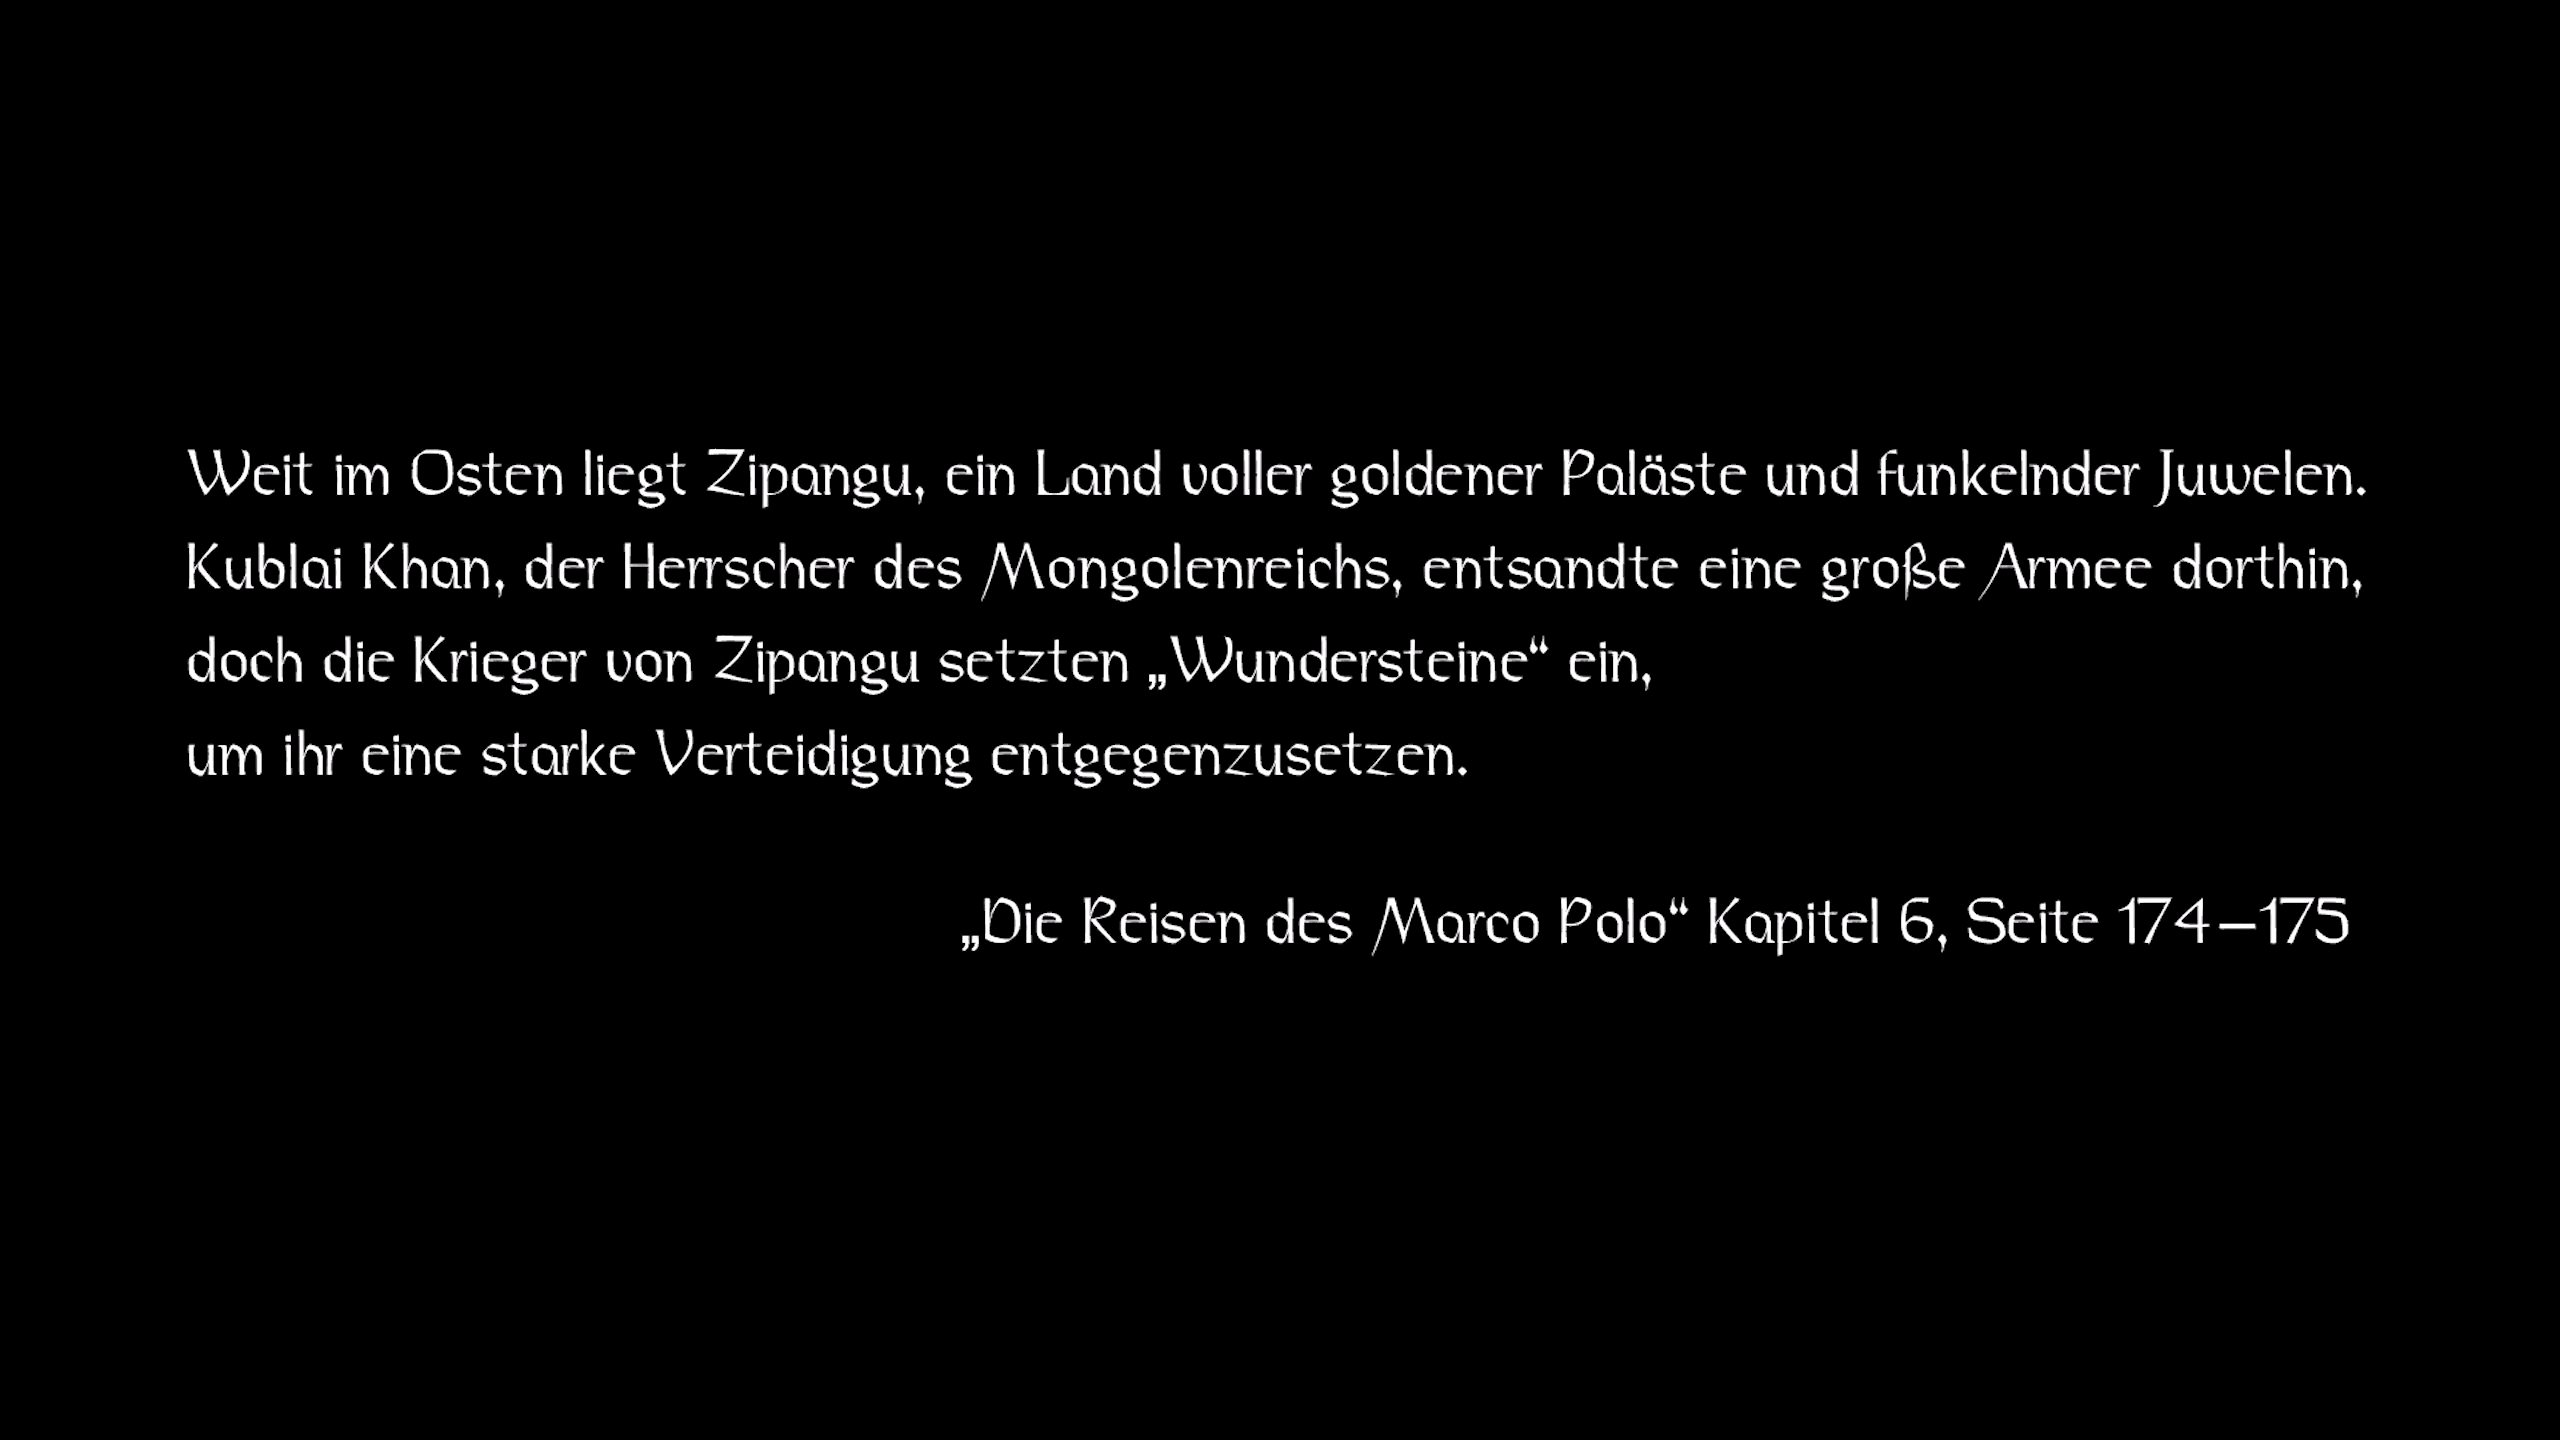 Weit im Osten liegt Zipangu, ein Land voller goldener Paläste und funkelnder Juwelen.
Kublai Khan, der Herrscher des Mongolenreichs, entsandte eine große Armee dorthin,
doch die Krieger von Zipangu setzten „Wundersteine“ ein,
um ihr eine starke Verteidigung entgegenzusetzen.
„Die Reisen des Marco Polo“ Kapitel 6, Seite 174–175